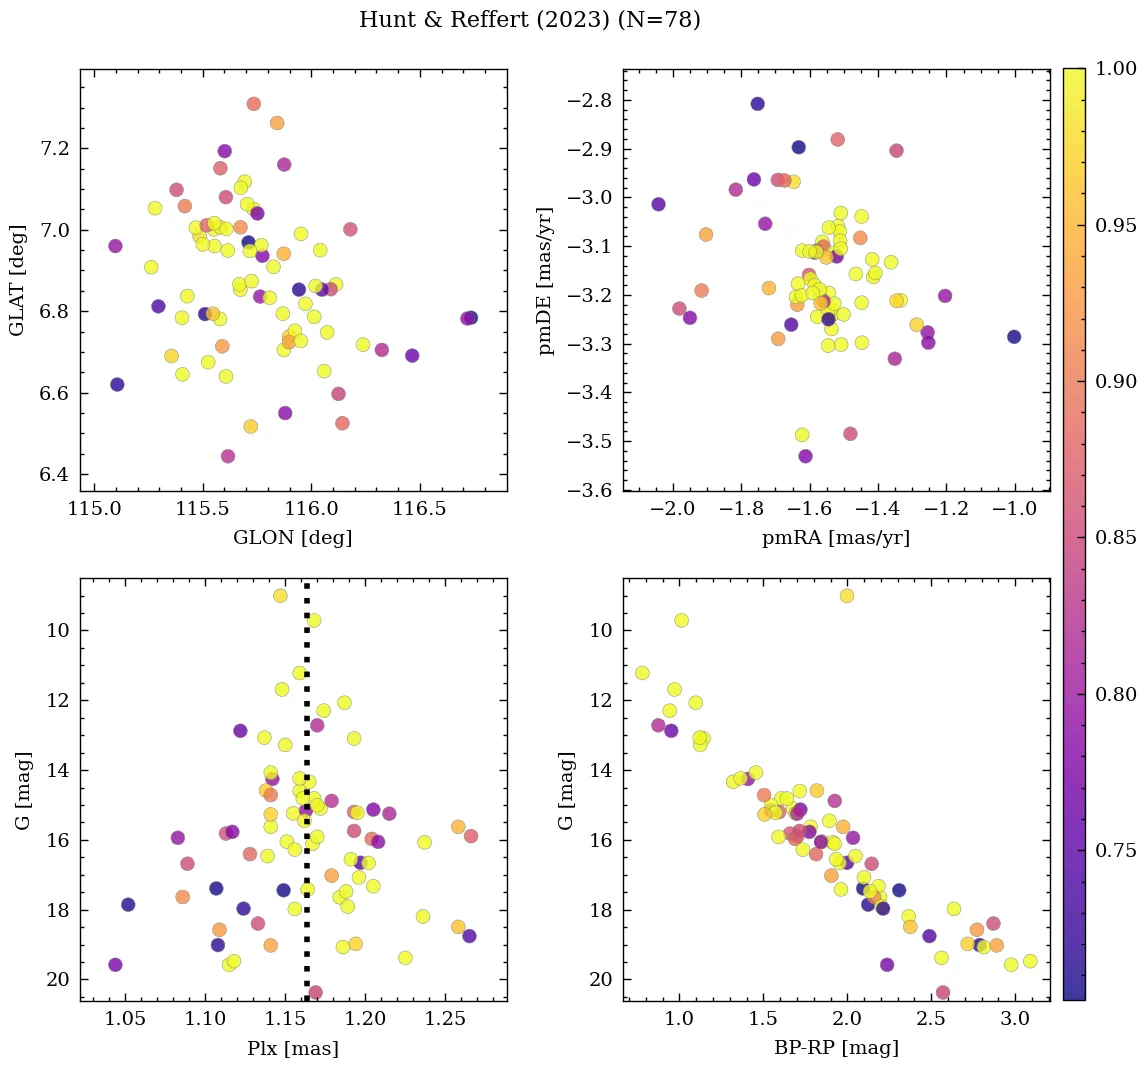 Hunt & Reffert (2023) (N=78)
7.2
7.0
6.8
6.6
6.4
GLAT [deg]
115.0 115.5 116.0 116.5
GLON [deg]
−2.8
−2.9
−3.0
−3.1
−3.2
−3.3
−3.4
−3.5
−3.6
pmDE [mas/yr]
−2.0 −1.8 −1.6 −1.4 −1.2 −1.0
pmRA [mas/yr]
1.00
0.95
0.90
0.85
0.80
0.75
10
12
14
16
18
20
G [mag]
1.05 1.10 1.15 1.20 1.25
Plx [mas]
10
12
14
16
18
20
G [mag]
1.0 1.5 2.0 2.5 3.0
BP-RP [mag]